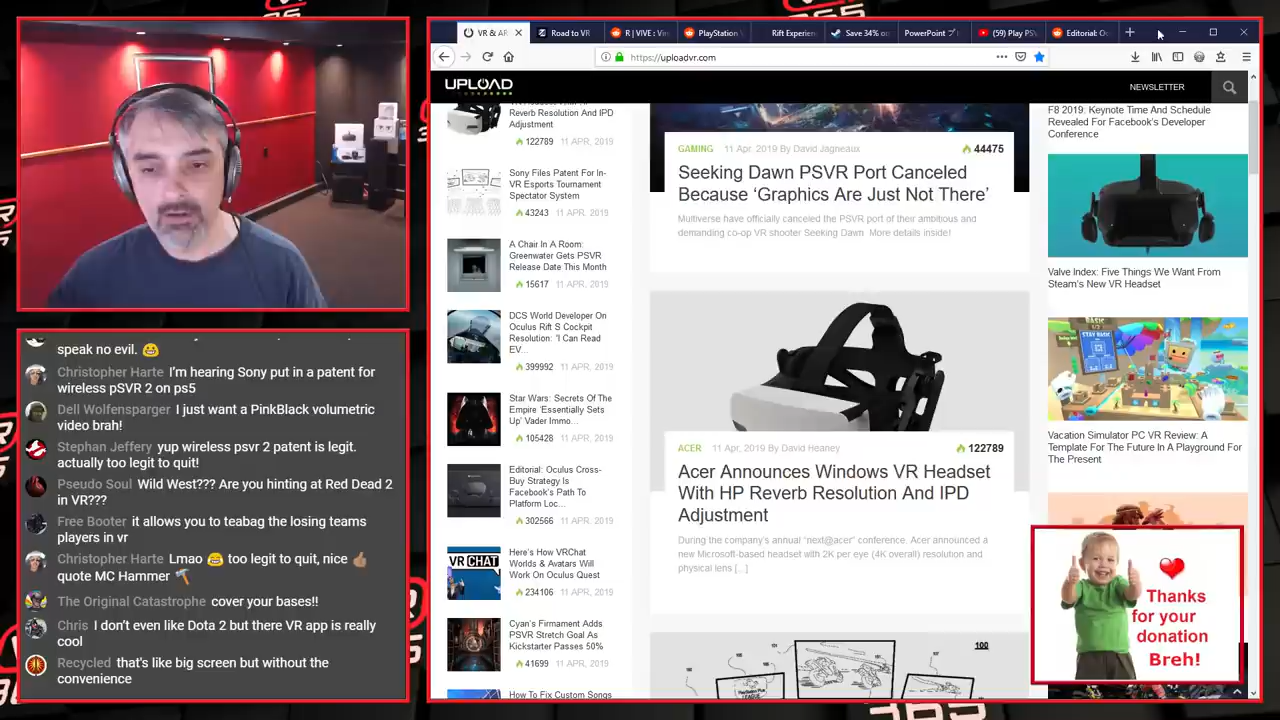 VR & AR
Road to VR
R | VIVE : Vir
PlayStation
Rift Experien
Save 34% o
PowerPoint
(59) Play PS
Editorial: O
https://uploadvr.com
UPLOAD
NEWSLETTER
Reverb Resolution And IPD
Adjustment
122789 11 APR, 2019
Sony Files Patent For In-
VR Esports Tournament
Spectator System
43243 11 APR, 2019
A Chair In A Room:
Greenwater Gets PSVR
Release Date This Month
15617 11 APR, 2019
DCS World Developer On
Oculus Rift S Cockpit
Resolution: "I Can Read
EV...
399992 11 APR, 2019
Star Wars: Secrets Of The
Empire 'Essentially Sets
Up' Vader Immo...
105428 11 APR, 2019
Editorial: Oculus Cross-
Buy Strategy Is
Facebook's Path To
Platform Loc...
302566 11 APR, 2019
VRCHAT
Here's How VRChat
Worlds & Avatars Will
Work On Oculus Quest
234106 11 APR, 2019
Cyan's Firmament Adds
PSVR Stretch Goal As
Kickstarter Passes 50%
41699 11 APR, 2019
How To Fix Custom Songs
GAMING 11 Apr, 2019 By David Jagneaux 44475
Seeking Dawn PSVR Port Canceled
Because 'Graphics Are Just Not There'
Multiverse have officially canceled the PSVR port of their ambitious and
demanding co-op VR shooter Seeking Dawn. More details inside!
ACER 11 Apr, 2019 By David Heaney 122789
Acer Announces Windows VR Headset
With HP Reverb Resolution And IPD
Adjustment
During the company's annual "next@acer" conference. Acer announced a
new Microsoft-based headset with 2K per eye (4K overall) resolution and
physical lens [...]
100
F8 2019: Keynote Time And Schedule
Revealed For Facebook's Developer
Conference
Valve Index: Five Things We Want From
Steam's New VR Headset
Vacation Simulator PC VR Review: A
Template For The Future In A Playground For
The Present
speak no evil. 😂
Christopher Harte I'm hearing Sony put in a patent for
wireless pSVR 2 on ps5
Dell Wolfensparger I just want a PinkBlack volumetric
video brah!
Stephan Jeffery yup wireless psvr 2 patent is legit.
actually too legit to quit!
Pseudo Soul Wild West??? Are you hinting at Red Dead 2
in VR???
Free Booter it allows you to teabag the losing teams
players in vr
Christopher Harte Lmao 😂 too legit to quit, nice 👍🏽
quote MC Hammer 🔨
The Original Catastrophe cover your bases!!
Chris I don't even like Dota 2 but there VR app is really
cool
Recycled that's like big screen but without the
convenience
Thanks
for your
donation
Breh!